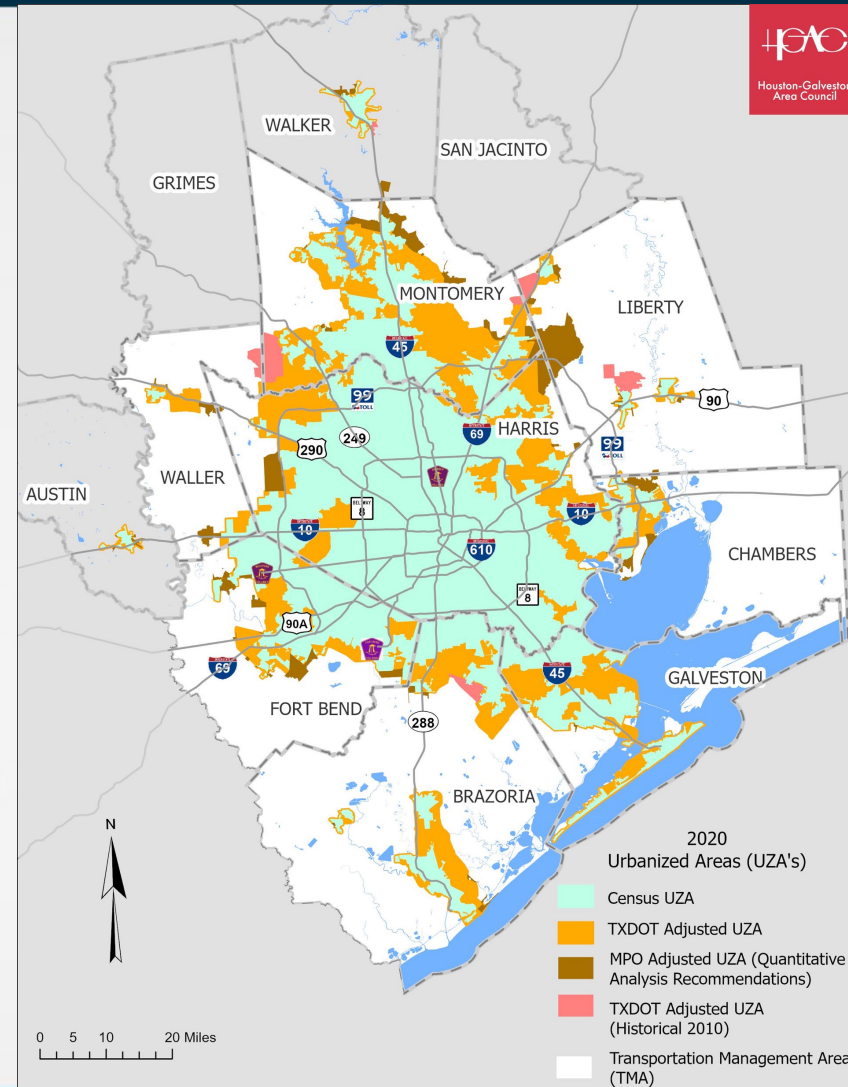 HGAC
Houston-Galveston
Area Council
WALKER
SAN JACINTO
GRIMES
MONTOMERY
LIBERTY
45
99
TOLL
90
HARRIS
69
249
290
99
TOLL
WALLER
AUSTIN
BELTWAY
8
10
10
610
CHAMBERS
BELTWAY
8
90A
69
45
GALVESTON
FORT BEND
288
BRAZORIA
N
2020
Urbanized Areas (UZA's)
Census UZA
TXDOT Adjusted UZA
MPO Adjusted UZA (Quantitative
Analysis Recommendations)
TXDOT Adjusted UZA
(Historical 2010)
Transportation Management Area
(TMA)
0 5 10 20 Miles